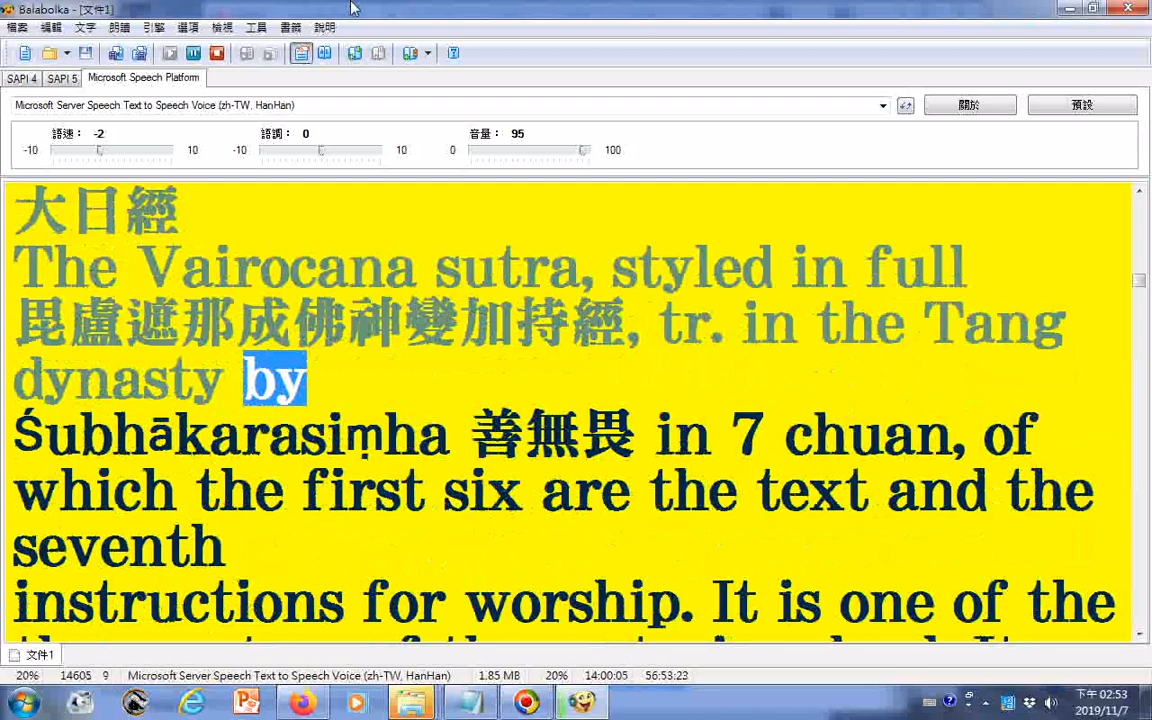 Balabolka - [文件1]
檔案 編輯 文字 朗讀 引擎 選項 檢視 工具 書籤 說明
SAPI 4 SAPI 5 Microsoft Speech Platform
Microsoft Server Speech Text to Speech Voice (zh-TW, HanHan)
關於 預設
語速： -2 語調： 0 音量： 95
-10 10 -10 10 0 100
大日經
The Vairocana sutra, styled in full
毘盧遮那成佛神變加持經, tr. in the Tang
dynasty by
Śubhākarasiṃha 善無畏 in 7 chuan, of
which the first six are the text and the
seventh
instructions for worship. It is one of the
文件1
20% 14605 9 Microsoft Server Speech Text to Speech Voice (zh-TW, HanHan) 1.85 MB 20% 14:00:05 56:53:23
下午 02:53
2019/11/7